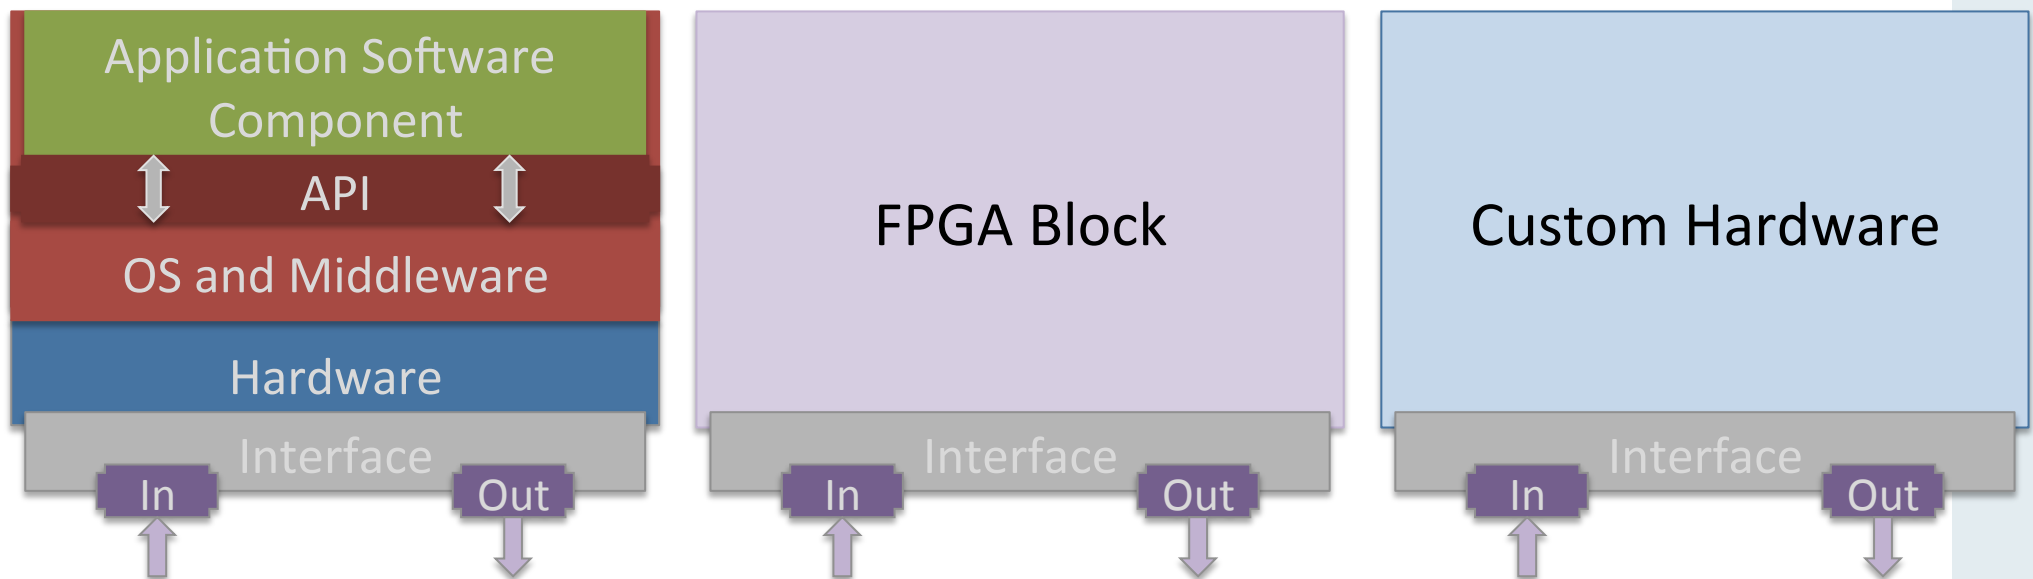 Application Software
Component
API
OS and Middleware
Hardware
Interface
In
Out
FPGA Block
Interface
In
Out
Custom Hardware
Interface
In
Out